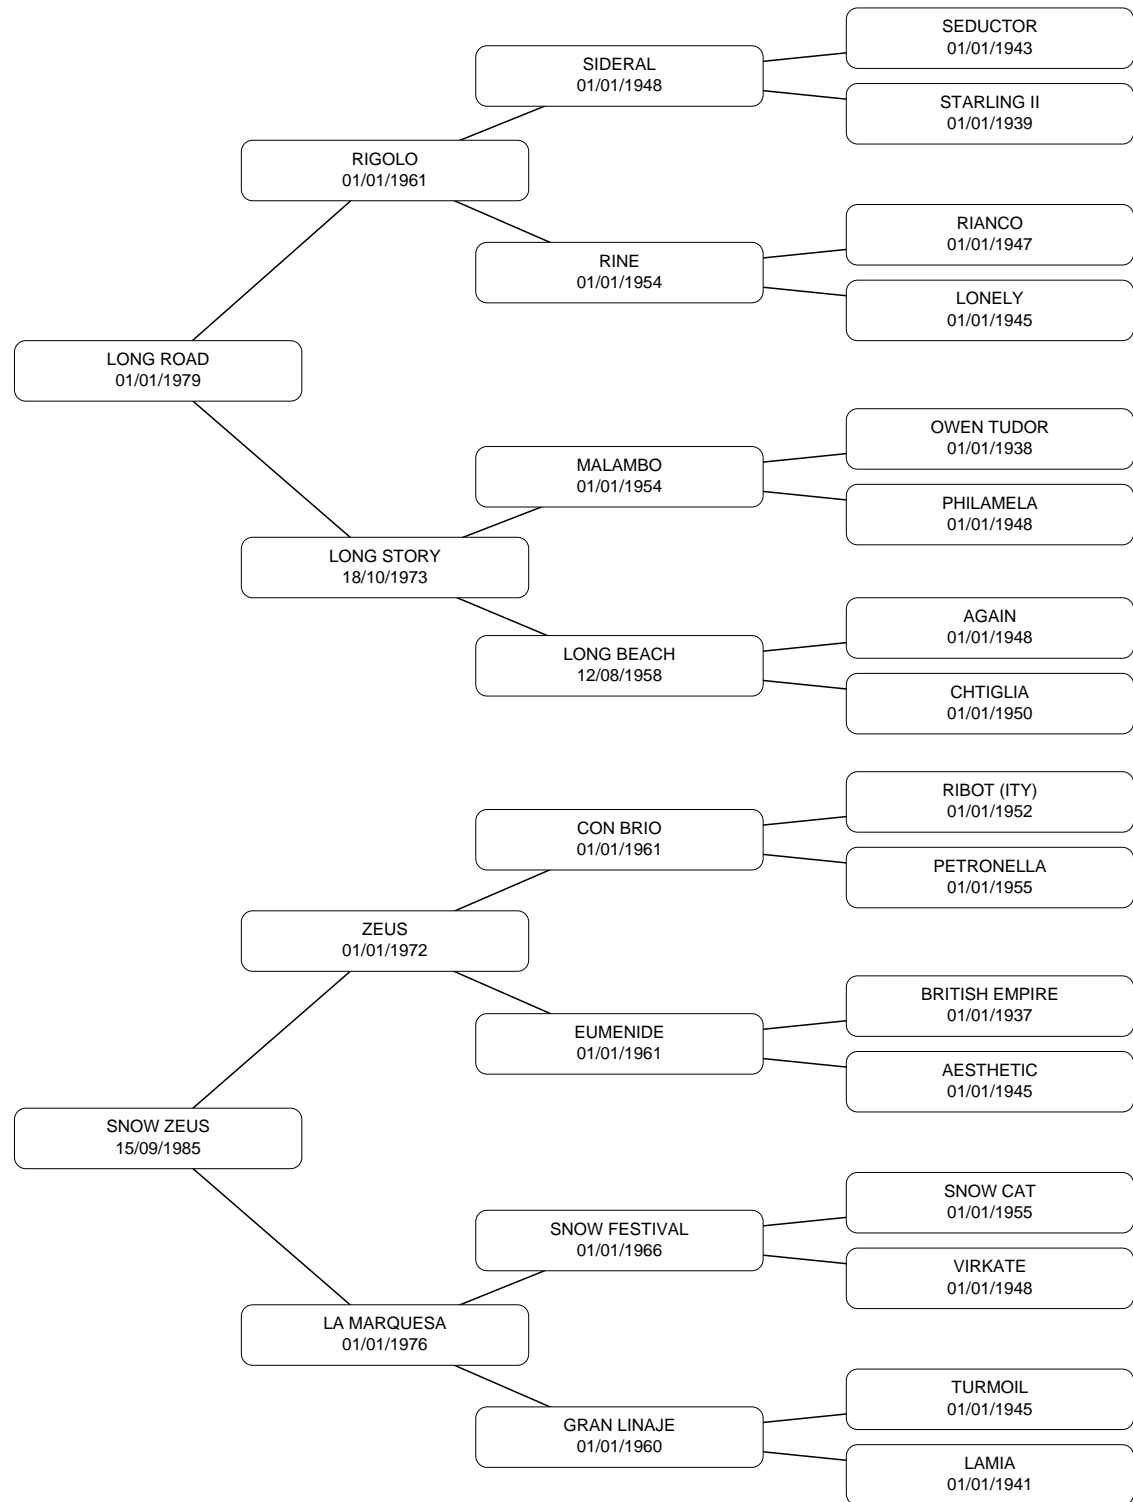 SEDUCTOR
01/01/1943
SIDERAL
01/01/1948
STARLING II
01/01/1939
RIGOLO
01/01/1961
RIANCO
01/01/1947
RINE
01/01/1954
LONELY
01/01/1945
LONG ROAD
01/01/1979
OWEN TUDOR
01/01/1938
MALAMBO
01/01/1954
PHILAMELA
01/01/1948
LONG STORY
18/10/1973
AGAIN
01/01/1948
LONG BEACH
12/08/1958
CHTIGLIA
01/01/1950
RIBOT (ITY)
01/01/1952
CON BRIO
01/01/1961
PETRONELLA
01/01/1955
ZEUS
01/01/1972
BRITISH EMPIRE
01/01/1937
EUMENIDE
01/01/1961
AESTHETIC
01/01/1945
SNOW ZEUS
15/09/1985
SNOW CAT
01/01/1955
SNOW FESTIVAL
01/01/1966
VIRKATE
01/01/1948
LA MARQUESA
01/01/1976
TURMOIL
01/01/1945
GRAN LINAJE
01/01/1960
LAMIA
01/01/1941